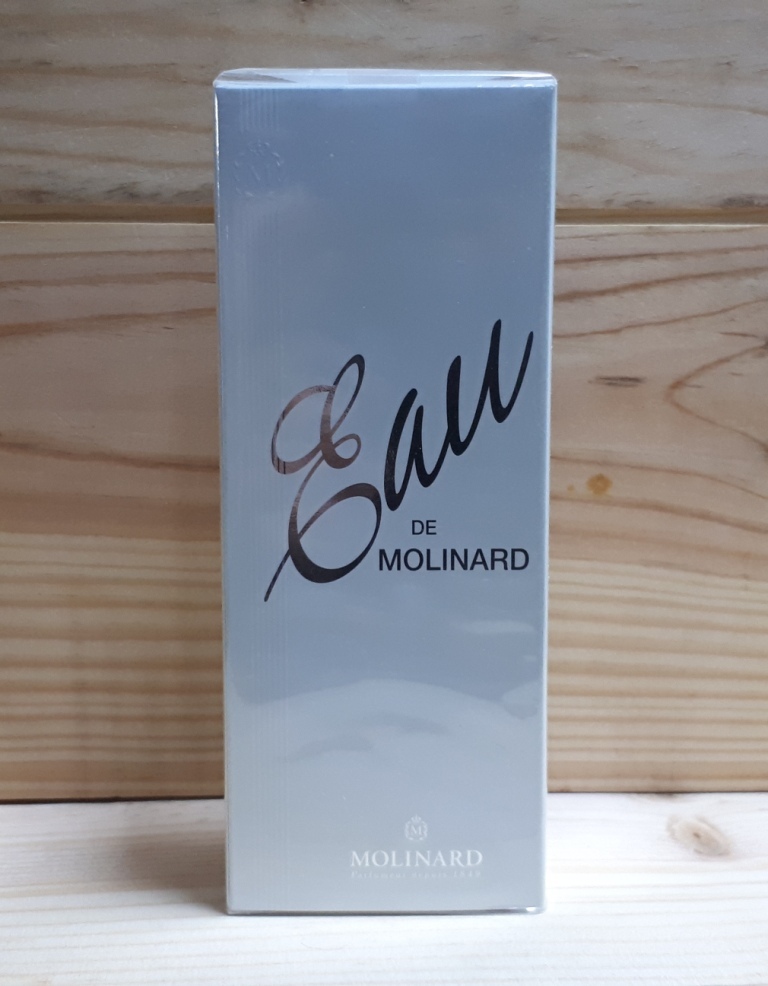 Eau
DE
MOLINARD
M
MOLINARD
Parfumeur depuis 1849